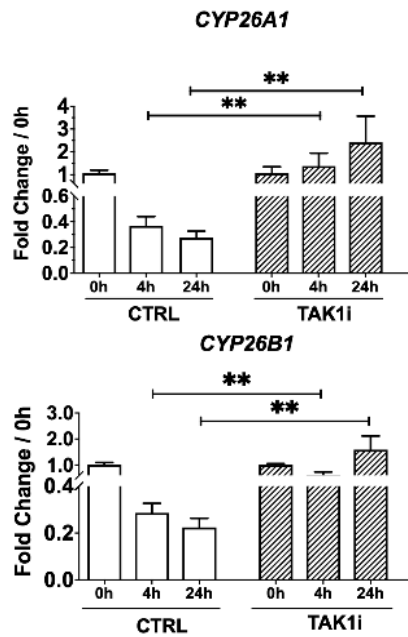 CYP26A1
**
**
Fold Change / 0h
4
3
2
1
0.6
0.4
0.2
0.0
0h 4h 24h 0h 4h 24h
CTRL TAK1i
CYP26B1
**
**
Fold Change / 0h
3.0
2.0
1.0
0.4
0.2
0.0
0h 4h 24h 0h 4h 24h
CTRL TAK1i